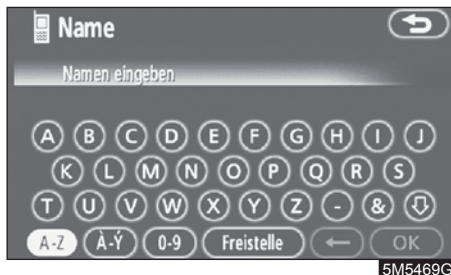 Name
Namen eingeben
A B C D E F G H I J
K L M N O P Q R S
T U V W X Y Z - &
A-Z À-Ý 0-9 Freistelle ← OK
5M5469G